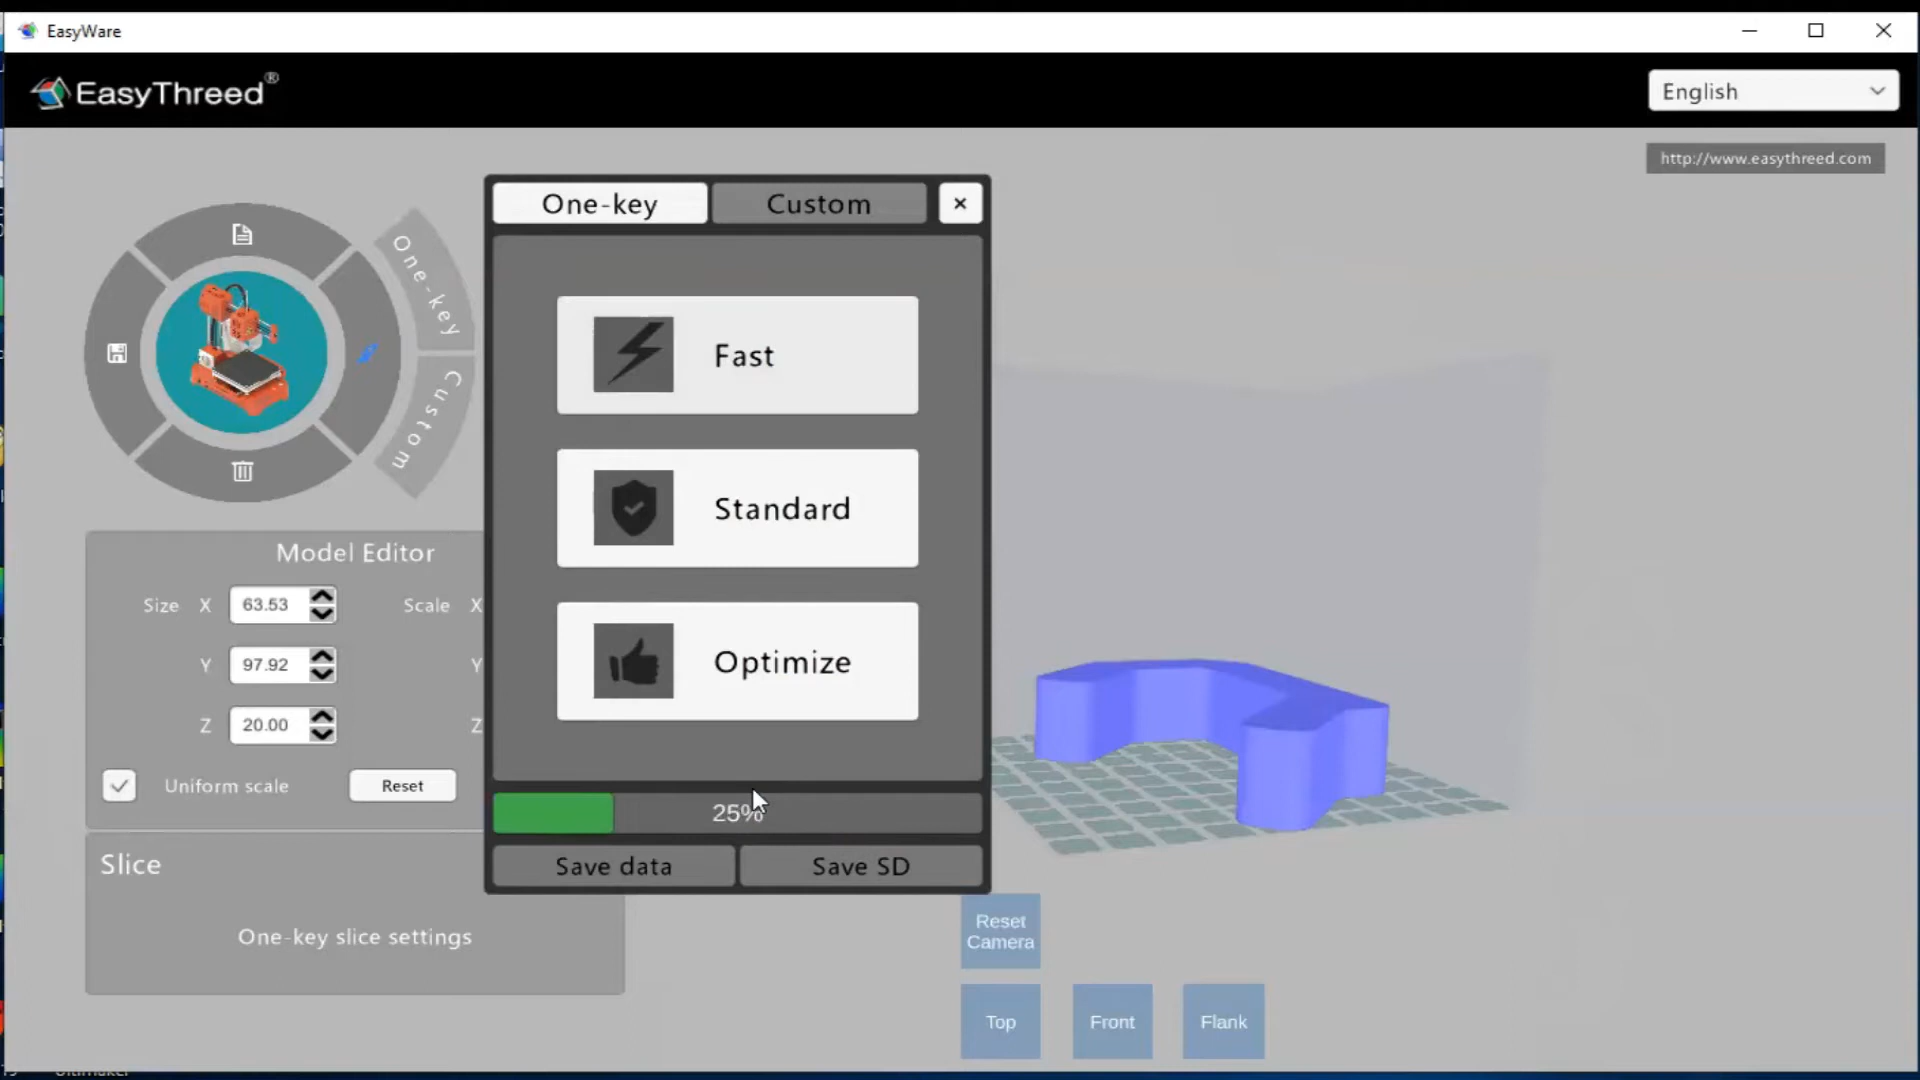 EasyWare
EasyThreed®
English
http://www.easythreed.com
One-key
Custom
One-key
Custom
×
Fast
Standard
Optimize
25%
Save data
Save SD
Model Editor
Size X 63.53 Scale X
Y 97.92 Y
Z 20.00 Z
Uniform scale
Reset
Slice
One-key slice settings
Reset
Camera
Top
Front
Flank